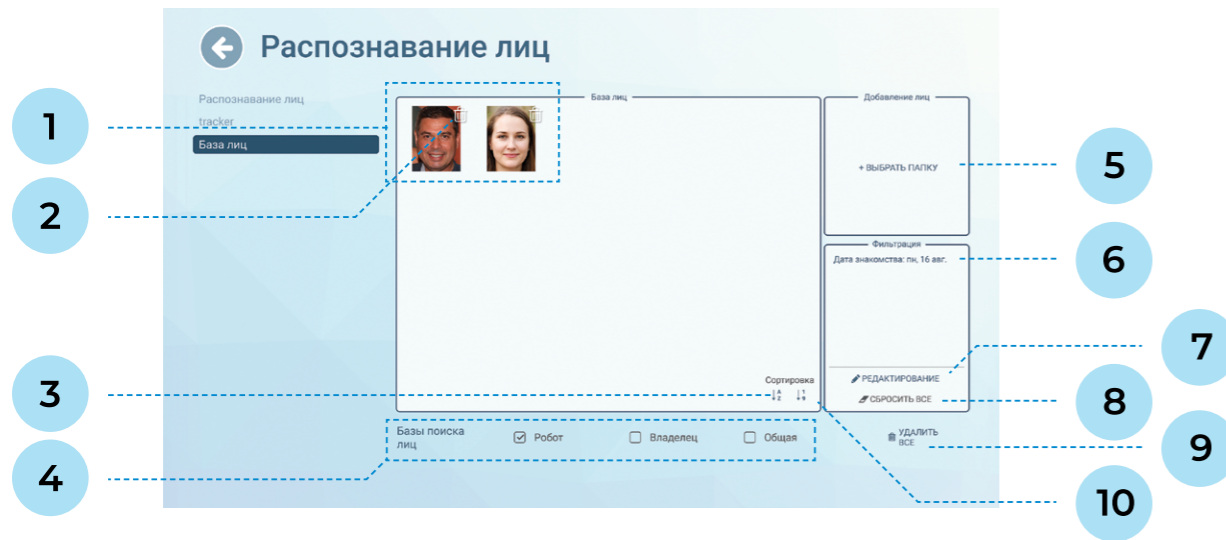 Распознавание лиц
Распознавание лиц
tracker
База лиц
База лиц
Добавление лиц
+ ВЫБРАТЬ ПАПКУ
Фильтрация
Дата знакомства: пн, 16 авг.
РЕДАКТИРОВАНИЕ
СБРОСИТЬ ВСЕ
Сортировка
A
Z
1
9
Базы поиска
лиц
Робот
Владелец
Общая
УДАЛИТЬ
ВСЕ
1
2
3
4
5
6
7
8
9
10